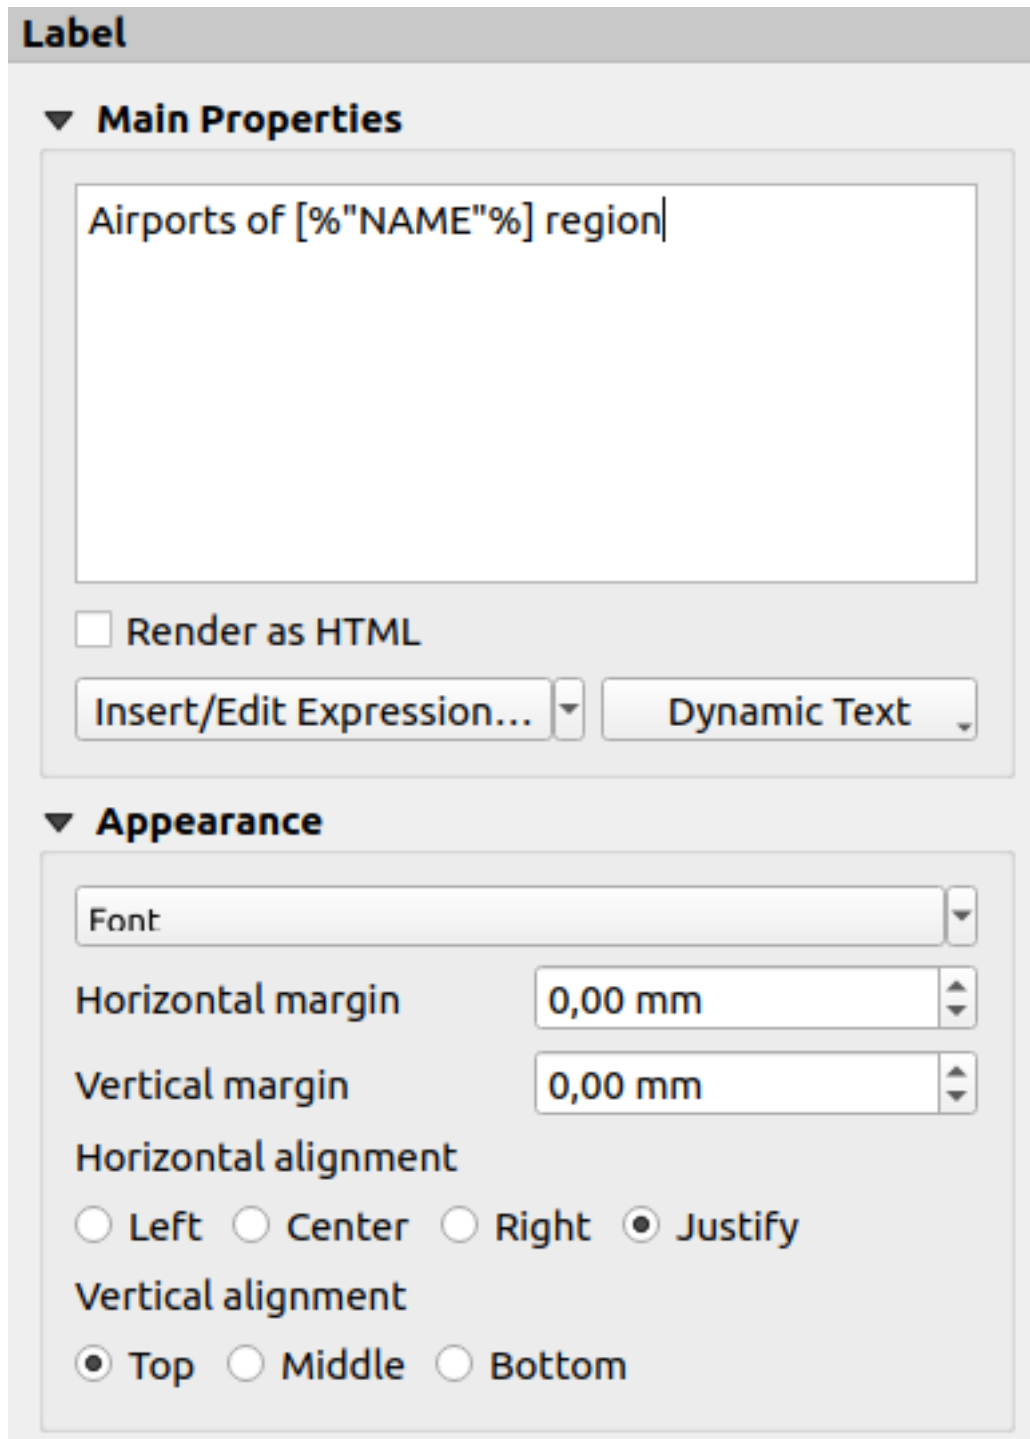 Label
Main Properties
Airports of [%"NAME"%] region
Render as HTML
Insert/Edit Expression... Dynamic Text
Appearance
Font
Horizontal margin 0,00 mm
Vertical margin 0,00 mm
Horizontal alignment
Left Center Right Justify
Vertical alignment
Top Middle Bottom